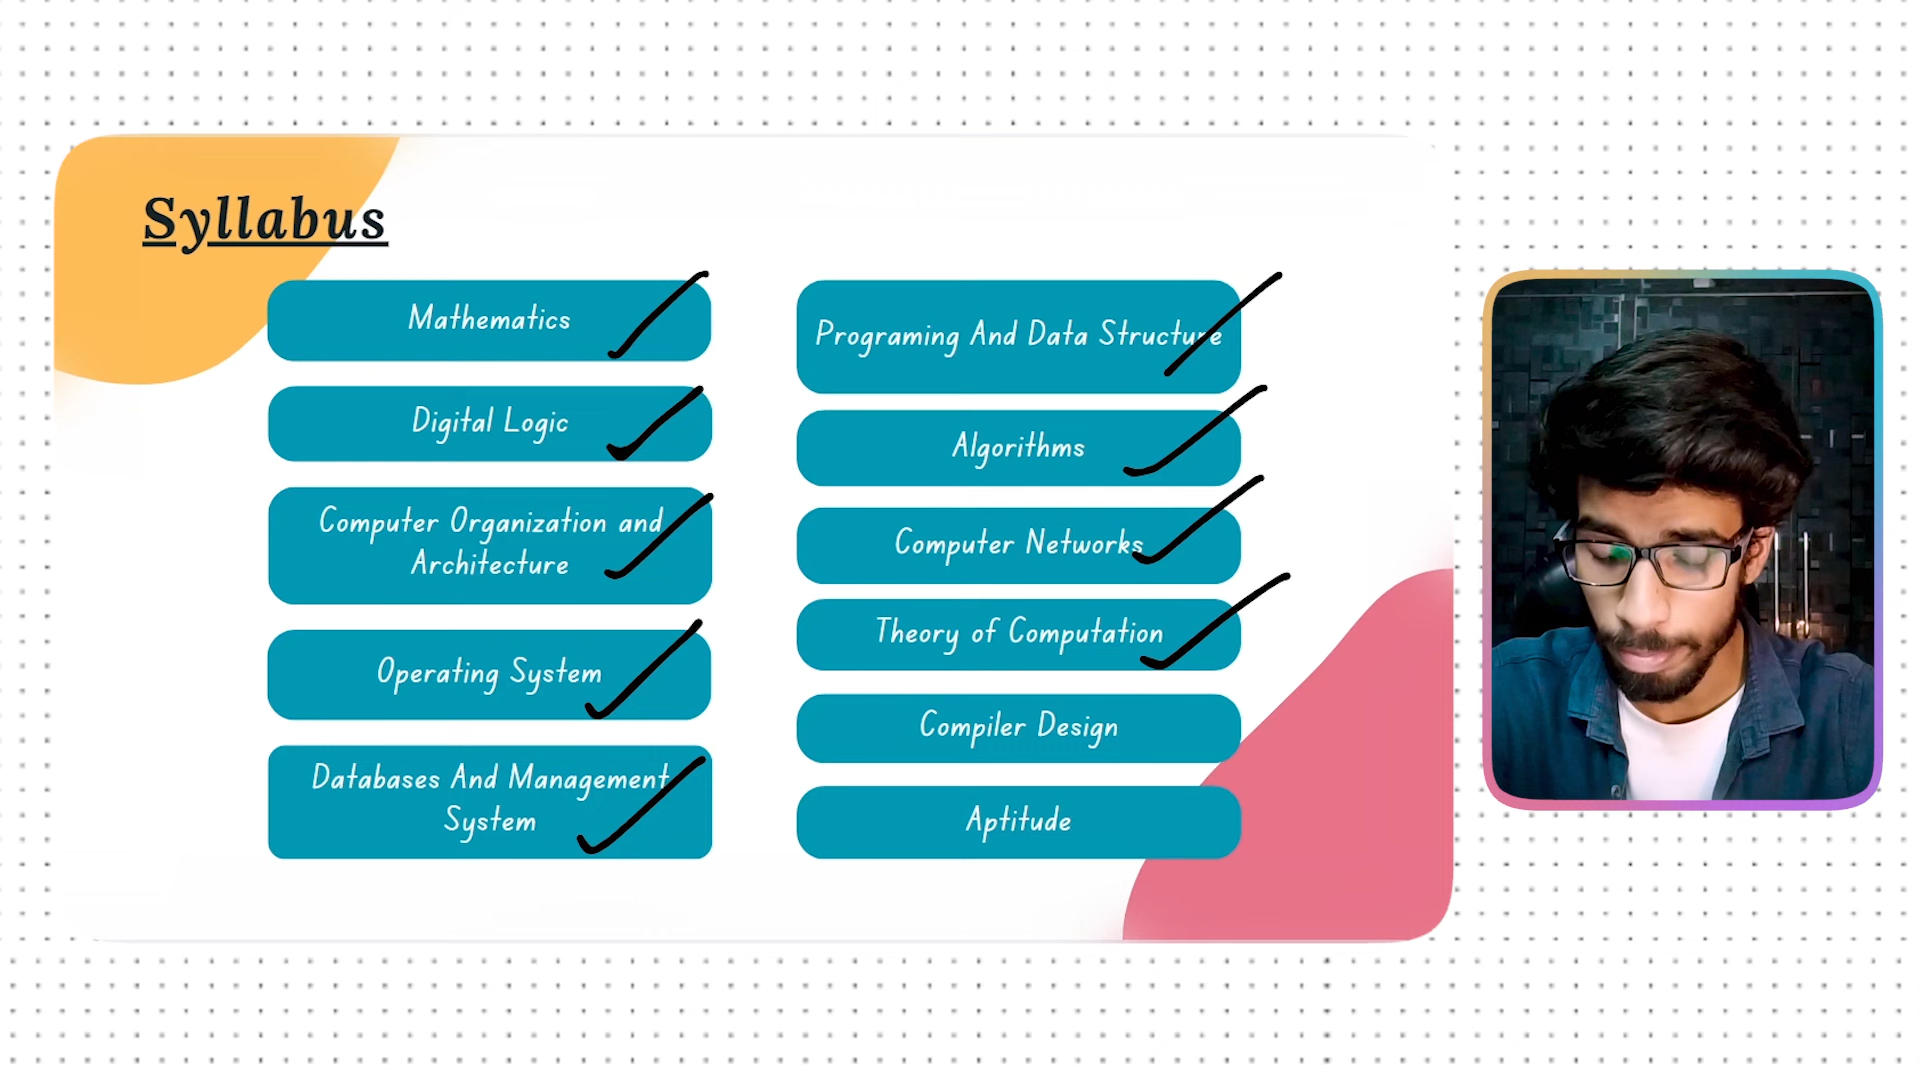 Syllabus
Mathematics
Digital Logic
Computer Organization and
Architecture
Operating System
Databases And Management
System
Programing And Data Structure
Algorithms
Computer Networks
Theory of Computation
Compiler Design
Aptitude